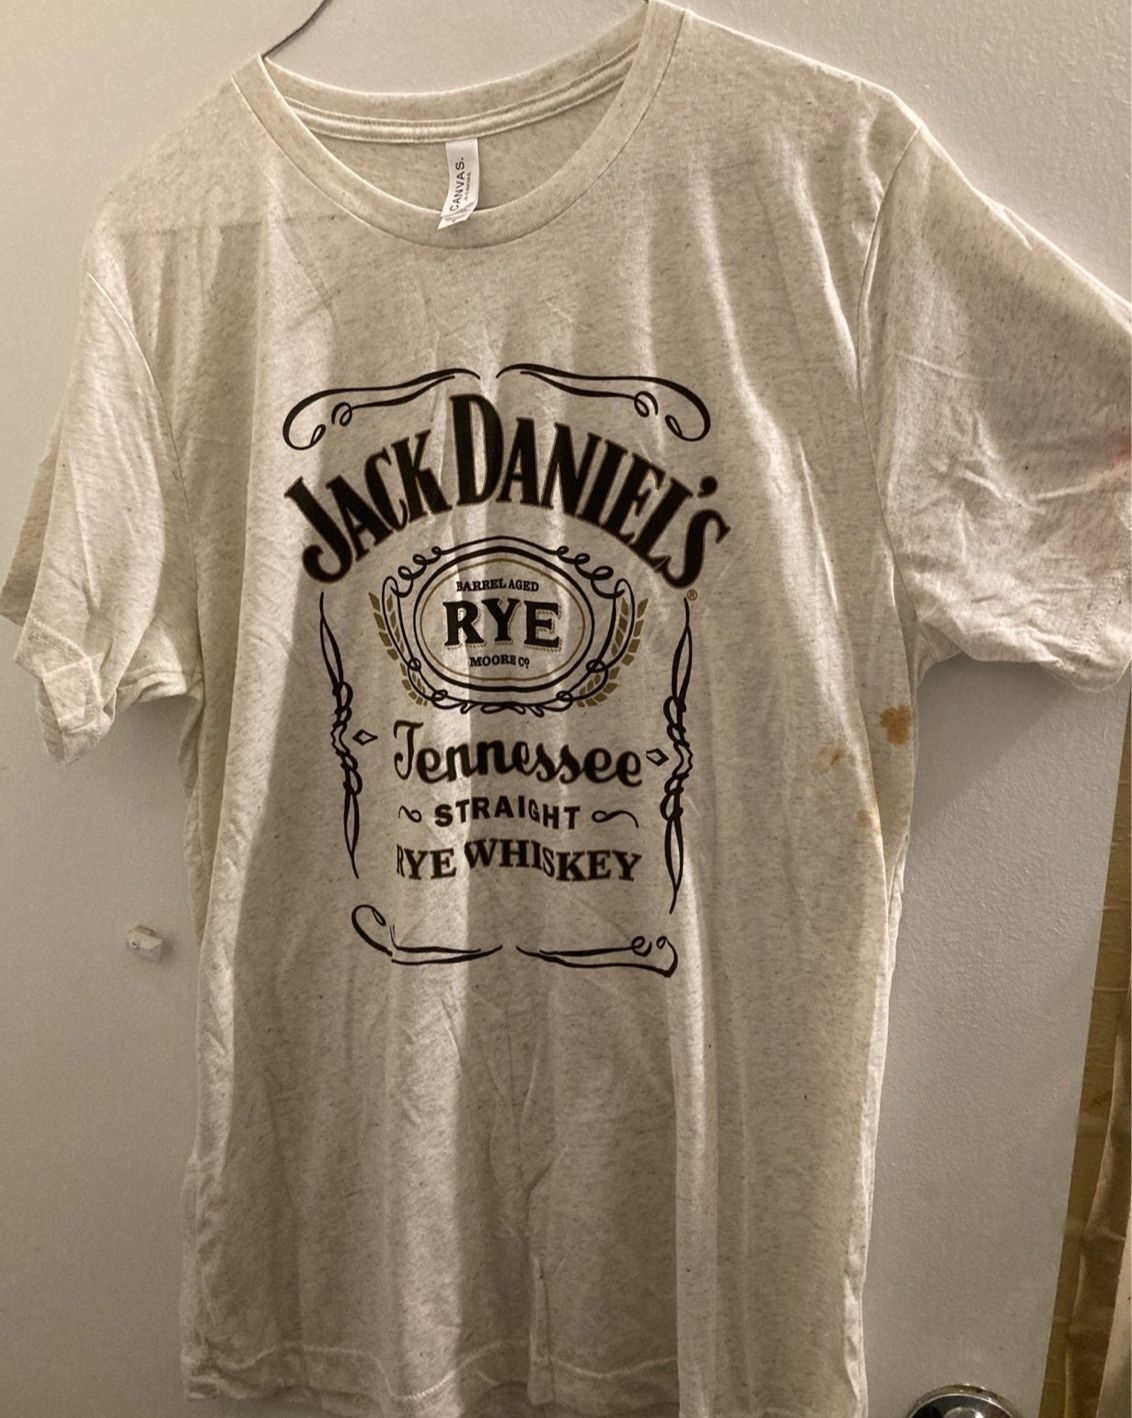 CANVAS.
JACK DANIEL'S
®
BARREL AGED
RYE
MOORE Cº
Tennessee
STRAIGHT
RYE WHISKEY